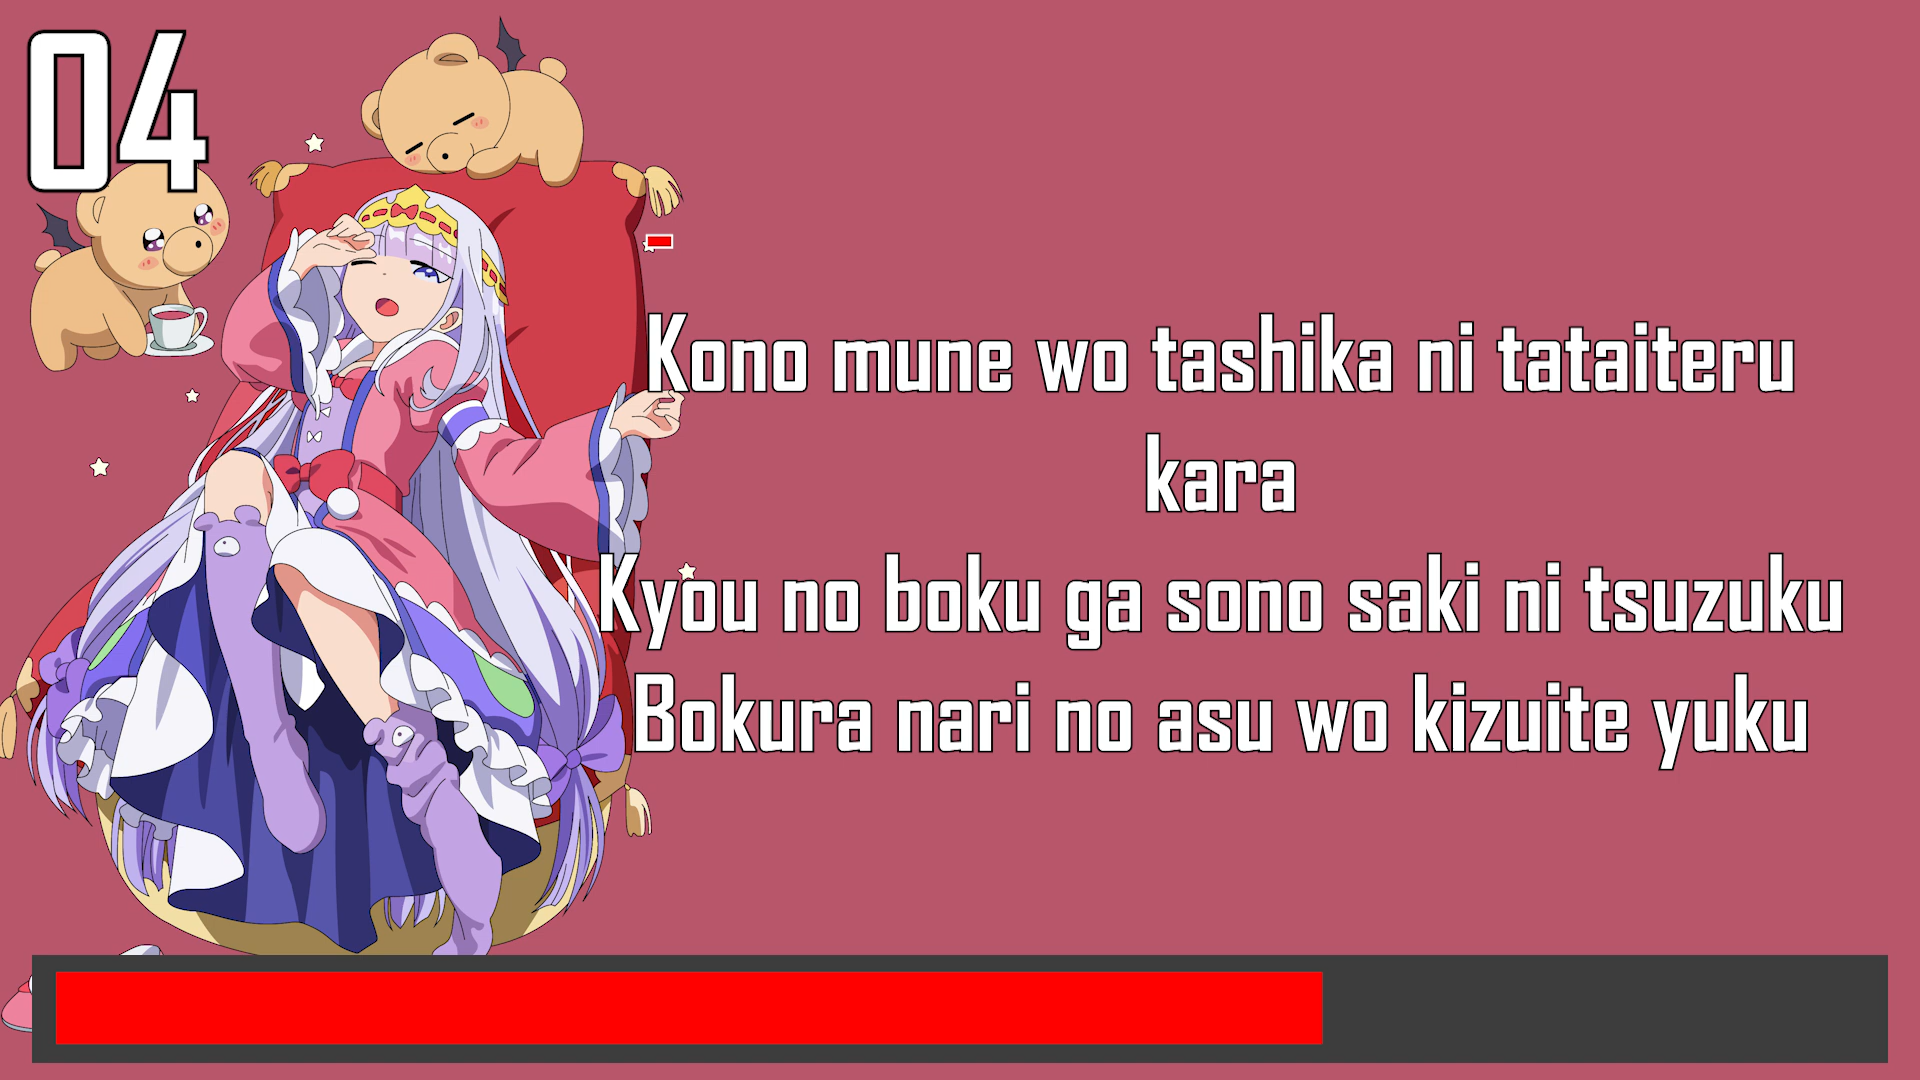 04
Kono mune wo tashika ni tataiteru
kara
Kyou no boku ga sono saki ni tsuzuku
Bokura nari no asu wo kizuite yuku